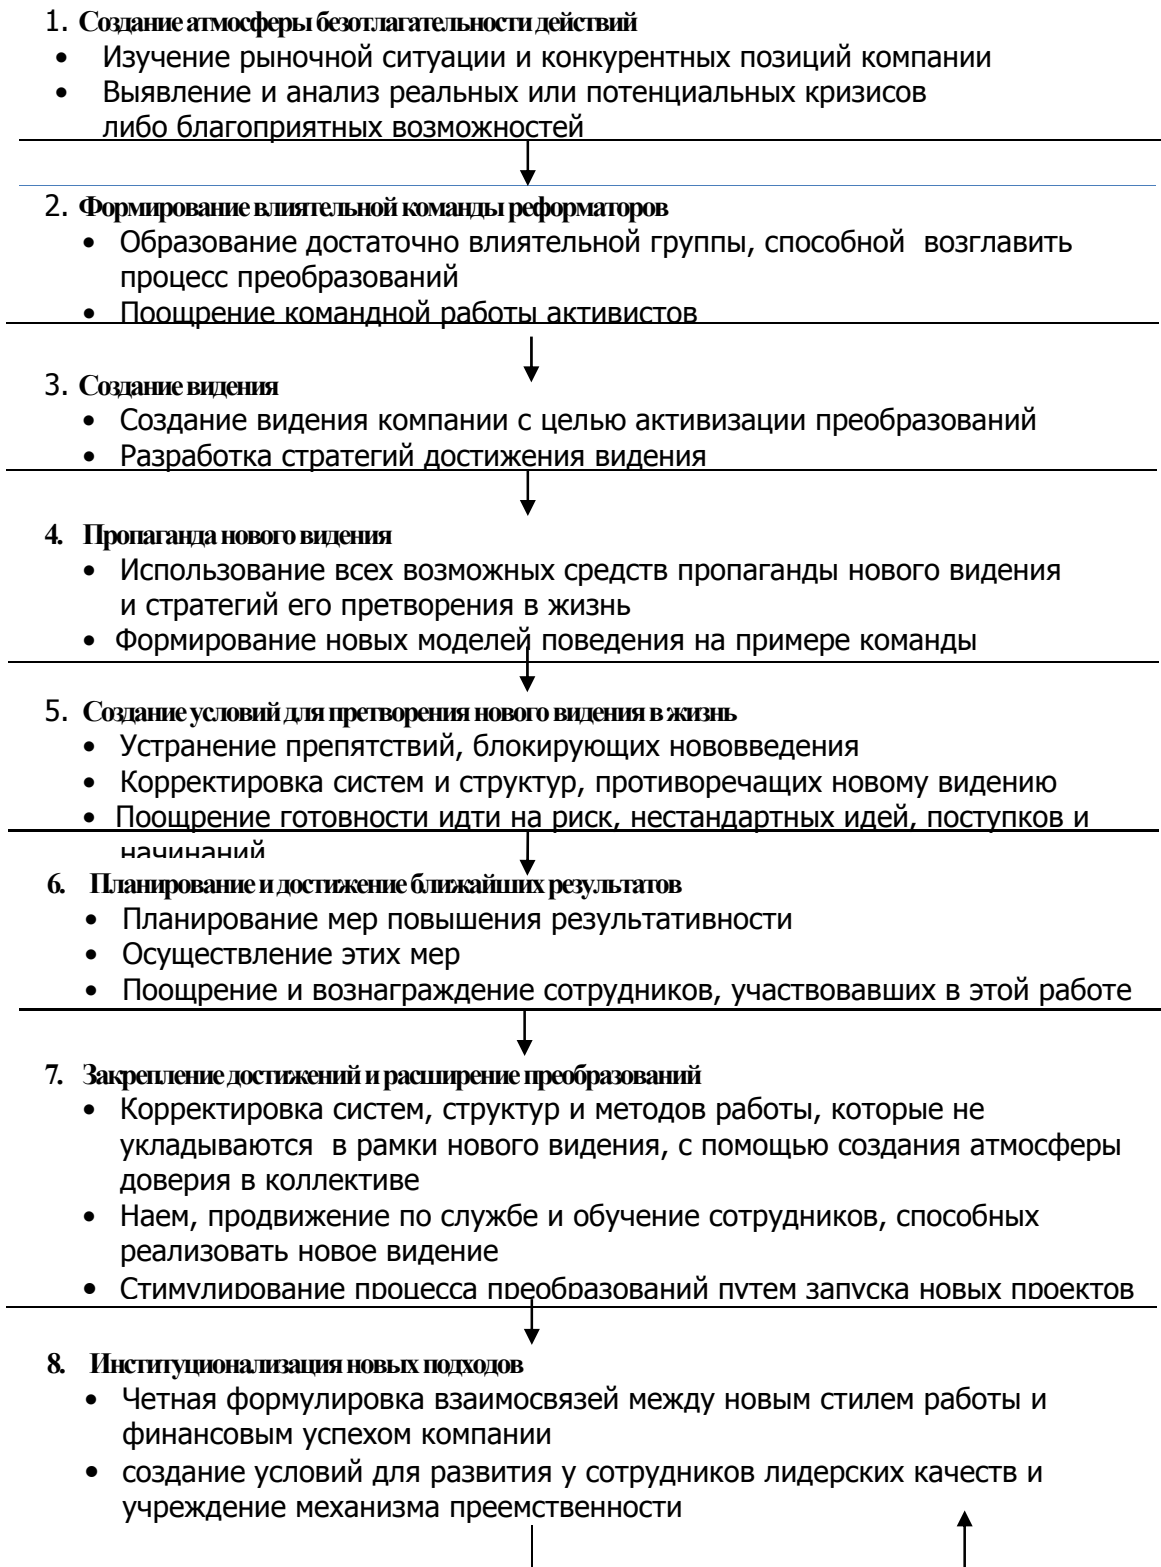 1. Создание атмосферы безотлагательности действий
• Изучение рыночной ситуации и конкурентных позиций компании
• Выявление и анализ реальных или потенциальных кризисов
либо благоприятных возможностей
2. Формирование влиятельной команды реформаторов
• Образование достаточно влиятельной группы, способной возглавить
процесс преобразований
• Поощрение командной работы активистов
3. Создание видения
• Создание видения компании с целью активизации преобразований
• Разработка стратегий достижения видения
4. Пропаганда нового видения
• Использование всех возможных средств пропаганды нового видения
и стратегий его претворения в жизнь
• Формирование новых моделей поведения на примере команды
5. Создание условий для претворения нового видения в жизнь
• Устранение препятствий, блокирующих нововведения
• Корректировка систем и структур, противоречащих новому видению
• Поощрение готовности идти на риск, нестандартных идей, поступков и
начинаний
6. Планирование и достижение ближайших результатов
• Планирование мер повышения результативности
• Осуществление этих мер
• Поощрение и вознаграждение сотрудников, участвовавших в этой работе
7. Закрепление достижений и расширение преобразований
• Корректировка систем, структур и методов работы, которые не
укладываются в рамки нового видения, с помощью создания атмосферы
доверия в коллективе
• Наем, продвижение по службе и обучение сотрудников, способных
реализовать новое видение
• Стимулирование процесса преобразований путем запуска новых проектов
8. Институционализация новых подходов
• Четная формулировка взаимосвязей между новым стилем работы и
финансовым успехом компании
• создание условий для развития у сотрудников лидерских качеств и
учреждение механизма преемственности